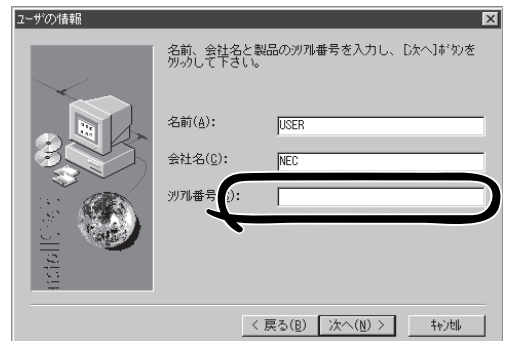 ユーザの情報
名前、会社名と製品のｼﾘｱﾙ番号を入力し、[次へ]ﾎﾞﾀﾝを
ｸﾘｯｸして下さい。
名前(A):
USER
会社名(C):
NEC
ｼﾘｱﾙ番号(S):
InstallShield
< 戻る(B)
次へ(N) >
ｷｬﾝｾﾙ